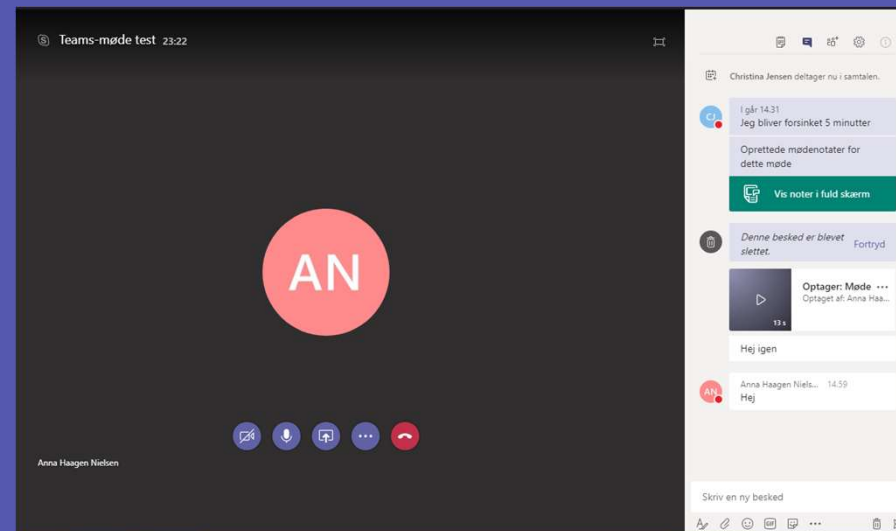 Teams-møde test 23:22
AN
Anna Haagen Nielsen
Christina Jensen deltager nu i samtalen.
CJ
I går 14.31
Jeg bliver forsinket 5 minutter
Oprettede mødenotater for
dette møde
Vis noter i fuld skærm
Denne besked er blevet
slettet.
Fortryd
Optager: Møde ...
Optaget af: Anna Haa...
13 s
Hej igen
AN
Anna Haagen Niels... 14:59
Hej
Skriv en ny besked
GIF